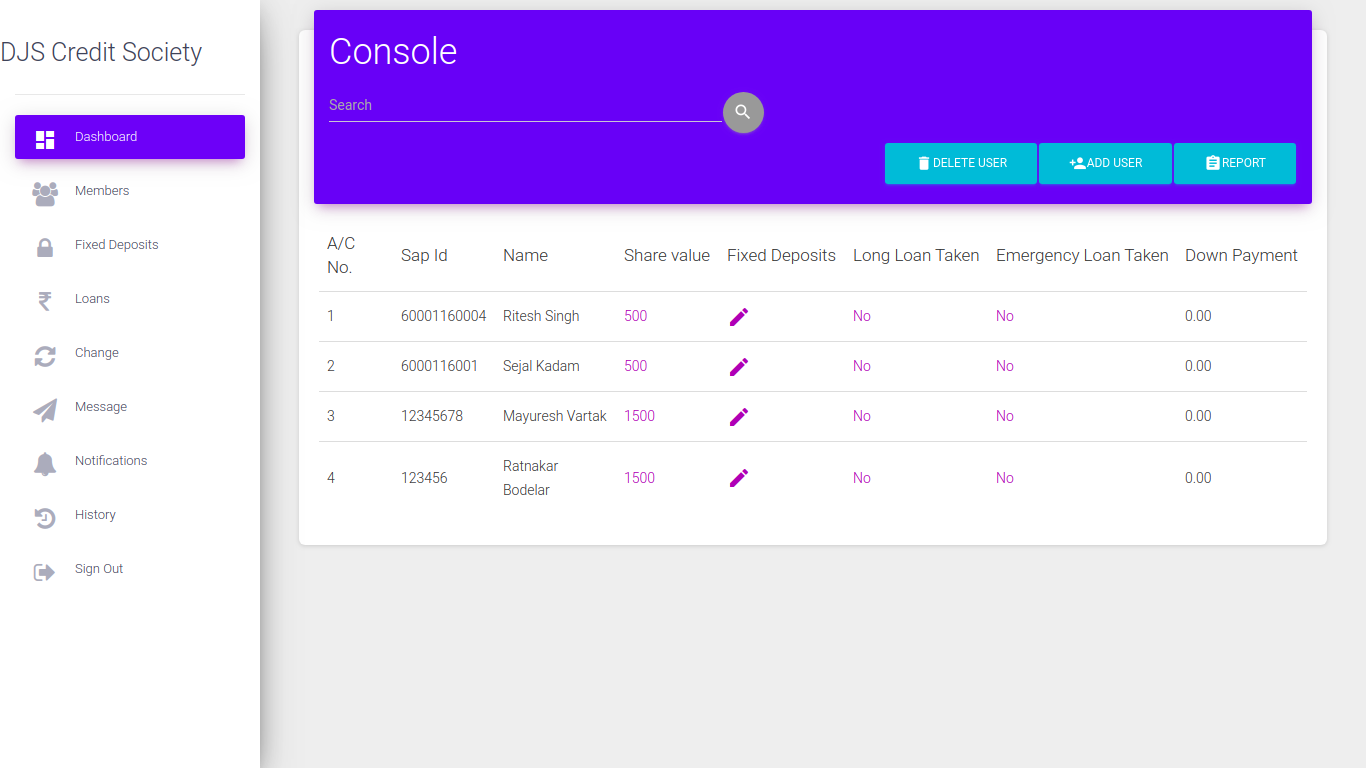 DJS Credit Society
Dashboard
Members
Fixed Deposits
Loans
Change
Message
Notifications
History
Sign Out
Console
Search
DELETE USER ADD USER REPORT
A/C
No. Sap Id Name Share value Fixed Deposits Long Loan Taken Emergency Loan Taken Down Payment
1 60001160004 Ritesh Singh 500 No No 0.00
2 6000116001 Sejal Kadam 500 No No 0.00
3 12345678 Mayuresh Vartak 1500 No No 0.00
4 123456 Ratnakar
Bodelar 1500 No No 0.00